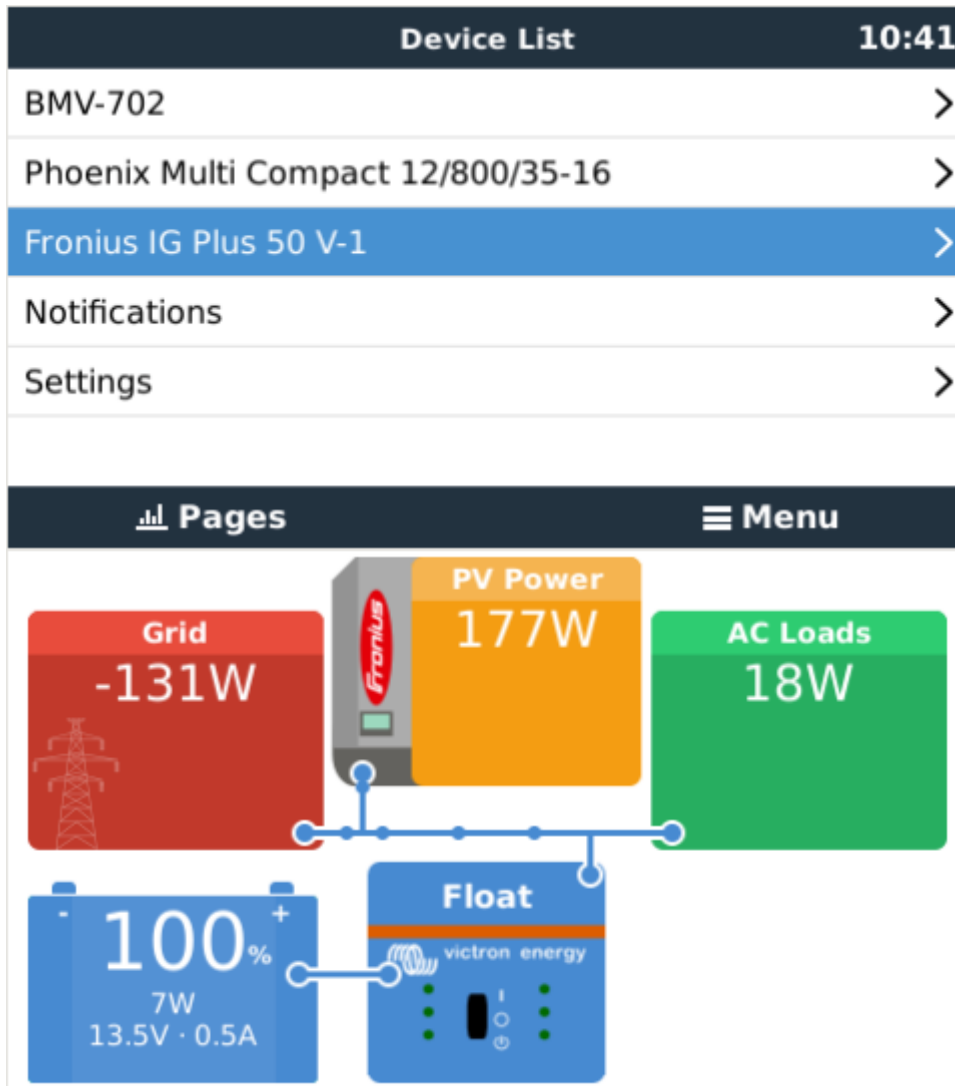 Device List 10:41
BMV-702
Phoenix Multi Compact 12/800/35-16
Fronius IG Plus 50 V-1
Notifications
Settings
Pages Menu
PV Power
177W
Fronius
Grid
-131W
AC Loads
18W
- +
100%
7W
13.5V · 0.5A
Float
victron energy